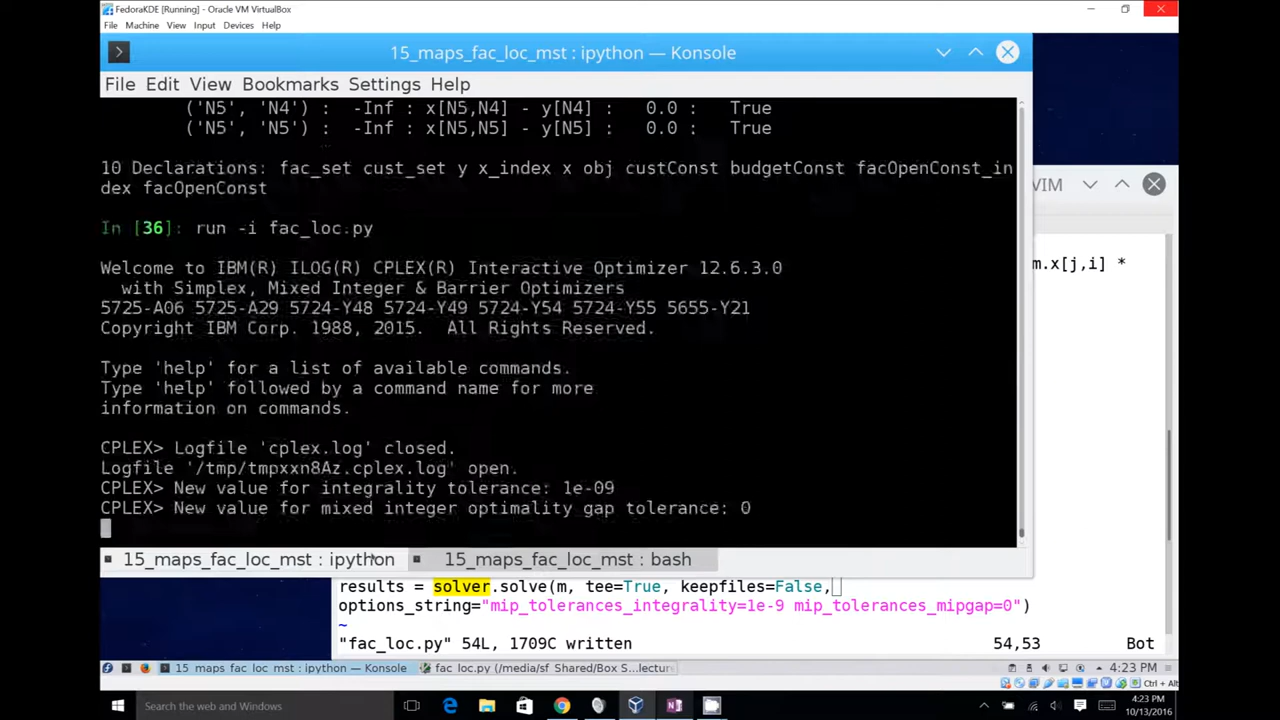 FedoraKDE [Running] - Oracle VM VirtualBox
File Machine View Input Devices Help
15_maps_fac_loc_mst : ipython — Konsole
File Edit View Bookmarks Settings Help
('N5', 'N4') : -Inf : x[N5,N4] - y[N4] : 0.0 : True
('N5', 'N5') : -Inf : x[N5,N5] - y[N5] : 0.0 : True
10 Declarations: fac_set cust_set y x_index x obj custConst budgetConst facOpenConst_in
dex facOpenConst
In [36]: run -i fac_loc.py
Welcome to IBM(R) ILOG(R) CPLEX(R) Interactive Optimizer 12.6.3.0
with Simplex, Mixed Integer & Barrier Optimizers
5725-A06 5725-A29 5724-Y48 5724-Y49 5724-Y54 5724-Y55 5655-Y21
Copyright IBM Corp. 1988, 2015. All Rights Reserved.
Type 'help' for a list of available commands.
Type 'help' followed by a command name for more
information on commands.
CPLEX> Logfile 'cplex.log' closed.
Logfile '/tmp/tmpxxn8Az.cplex.log' open.
CPLEX> New value for integrality tolerance: 1e-09
CPLEX> New value for mixed integer optimality gap tolerance: 0
15_maps_fac_loc_mst : ipython
15_maps_fac_loc_mst : bash
VIM
m.x[j,i] *
results = solver.solve(m, tee=True, keepfiles=False,
options_string="mip_tolerances_integrality=1e-9 mip_tolerances_mipgap=0")
~
"fac_loc.py" 54L, 1709C written 54,53 Bot
15_maps_fac_loc_mst : ipython — Konsole
fac_loc.py (/media/sf_Shared/Box S...lectur
4:23 PM
Ctrl + Alt
Search the web and Windows
4:23 PM
10/13/2016